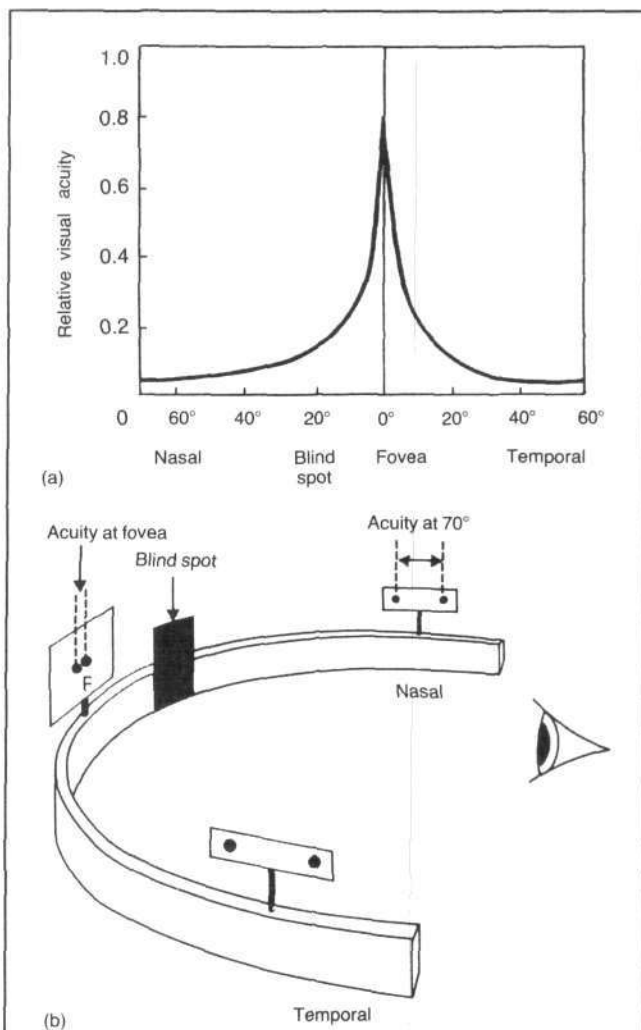 1.0
0.8
0.6
0.4
0.2
Relative visual acuity
0 60° 40° 20° 0° 20° 40° 60°
Nasal Blind spot Fovea Temporal
(a)
Acuity at fovea
Blind spot
Acuity at 70°
F
Nasal
Temporal
(b)